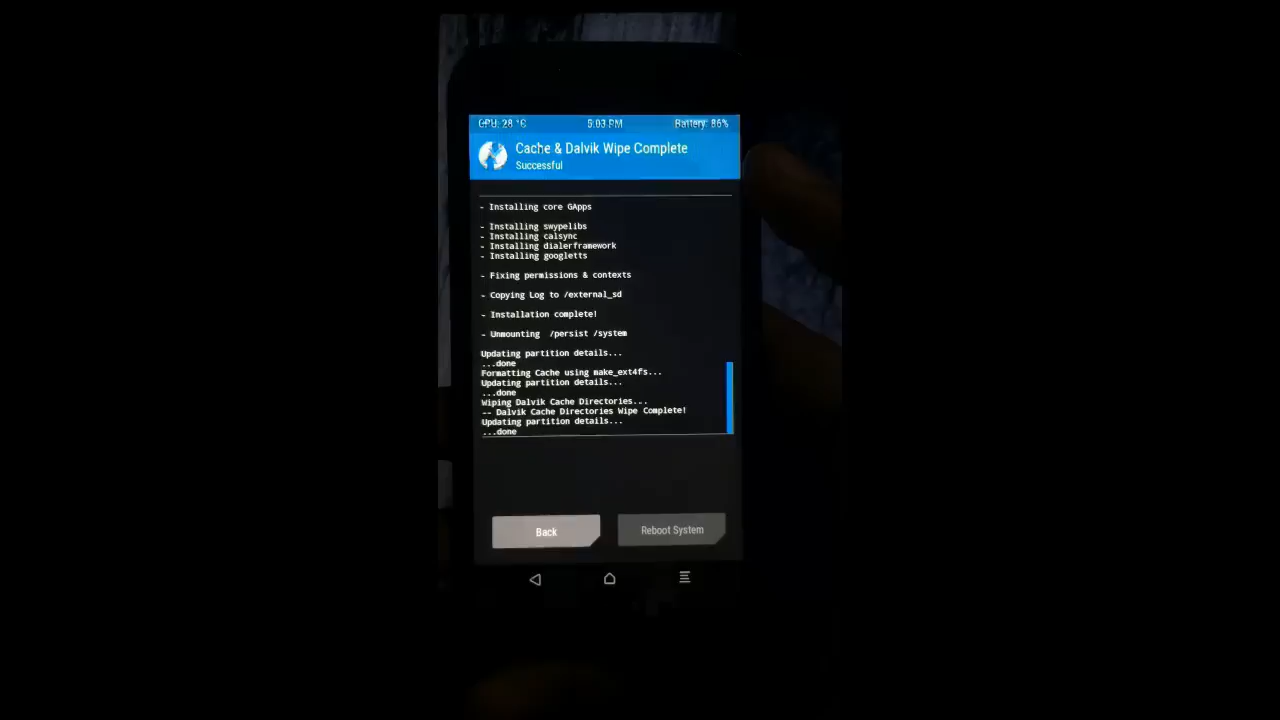 CPU: 28 °C 5:03 PM Battery: 86%
Cache & Dalvik Wipe Complete
Successful
- Installing core GApps
- Installing swypelibs
- Installing calsync
- Installing dialerframework
- Installing googletts
- Fixing permissions & contexts
- Copying Log to /external_sd
- Installation complete!
- Unmounting /persist /system
Updating partition details...
...done
Formatting Cache using make_ext4fs...
Updating partition details...
...done
Wiping Dalvik Cache Directories...
-- Dalvik Cache Directories Wipe Complete!
Updating partition details...
...done
Back Reboot System